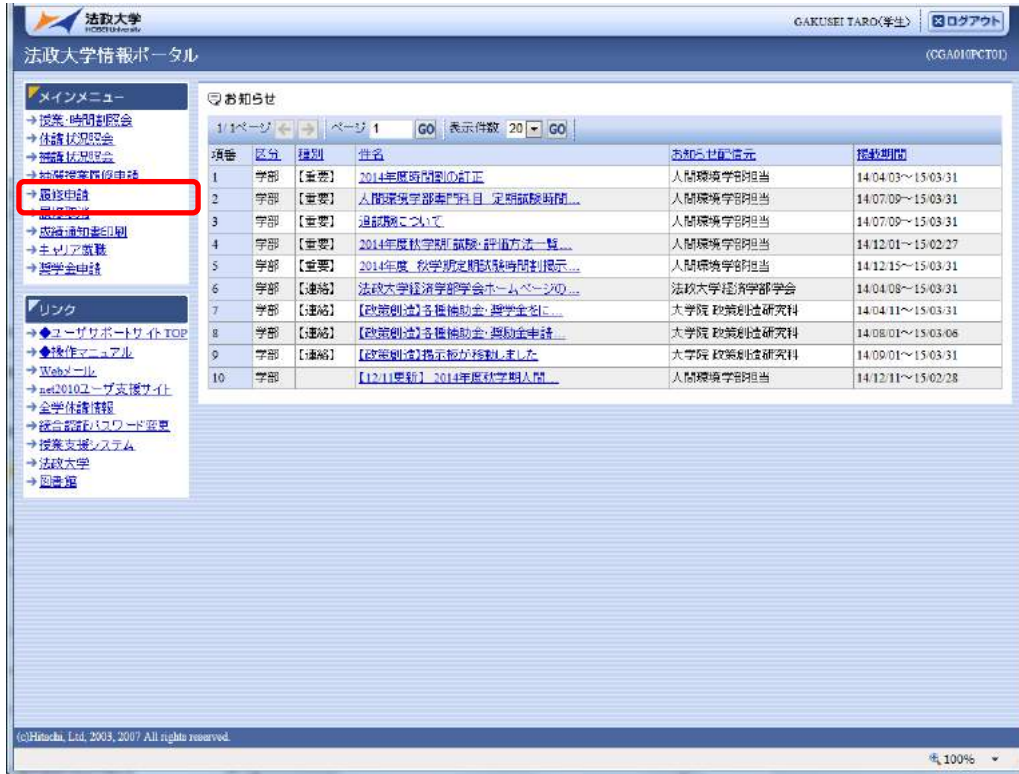 法政大学
HOSEI University
GAKUSEI TARO(学生)
ログアウト
法政大学情報ポータル
(CGA010PCT01)
メインメニュー
授業・時間割照会
休講状況照会
補講状況照会
抽選授業履修申請
履修申請
成績通知書印刷
キャリア就職
奨学金申請
リンク
◆ユーザサポートサイトTOP
◆操作マニュアル
Webメール
net2010ユーザ支援サイト
全学休講情報
統合認証パスワード変更
授業支援システム
法政大学
図書館
お知らせ
1/1ページ ページ 1 GO 表示件数 20 GO
項番 区分 種別 件名 お知らせ配信元 掲載期間
1 学部 【重要】 2014年度時間割の訂正 人間環境学部担当 14/04/03～15/03/31
2 学部 【重要】 人間環境学部専門科目 定期試験時間... 人間環境学部担当 14/07/09～15/03/31
3 学部 【重要】 追試験について 人間環境学部担当 14/07/09～15/03/31
4 学部 【重要】 2014年度秋学期「試験・評価方法一覧... 人間環境学部担当 14/12/01～15/02/27
5 学部 【重要】 2014年度 秋学期定期試験時間割掲示... 人間環境学部担当 14/12/15～15/03/31
6 学部 【連絡】 法政大学経済学部学会ホームページの... 法政大学経済学部学会 14/04/08～15/03/31
7 学部 【連絡】 【政策創造】各種補助金・奨学金をに... 大学院 政策創造研究科 14/04/11～15/03/31
8 学部 【連絡】 【政策創造】各種補助金・奨励金申請... 大学院 政策創造研究科 14/08/01～15/03/06
9 学部 【連絡】 【政策創造】掲示板が移動しました 大学院 政策創造研究科 14/09/01～15/03/31
10 学部 【12/11更新】 2014年度秋学期人間... 人間環境学部担当 14/12/11～15/02/28
(c)Hitachi, Ltd, 2003, 2007 All rights reserved.
100%